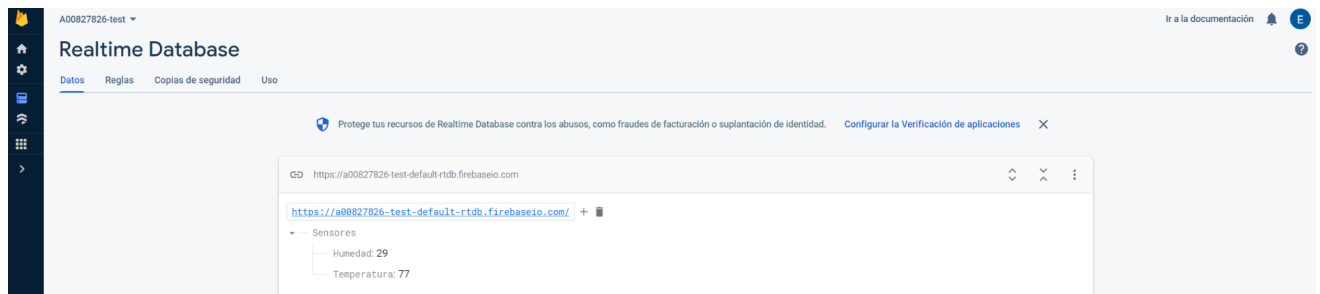 A00827826-test
Ir a la documentación
E
Realtime Database
Datos Reglas Copias de seguridad Uso
Protege tus recursos de Realtime Database contra los abusos, como fraudes de facturación o suplantación de identidad. Configurar la Verificación de aplicaciones
https://a00827826-test-default-rtdb.firebaseio.com
https://a00827826-test-default-rtdb.firebaseio.com/
Sensores
Humedad: 29
Temperatura: 77